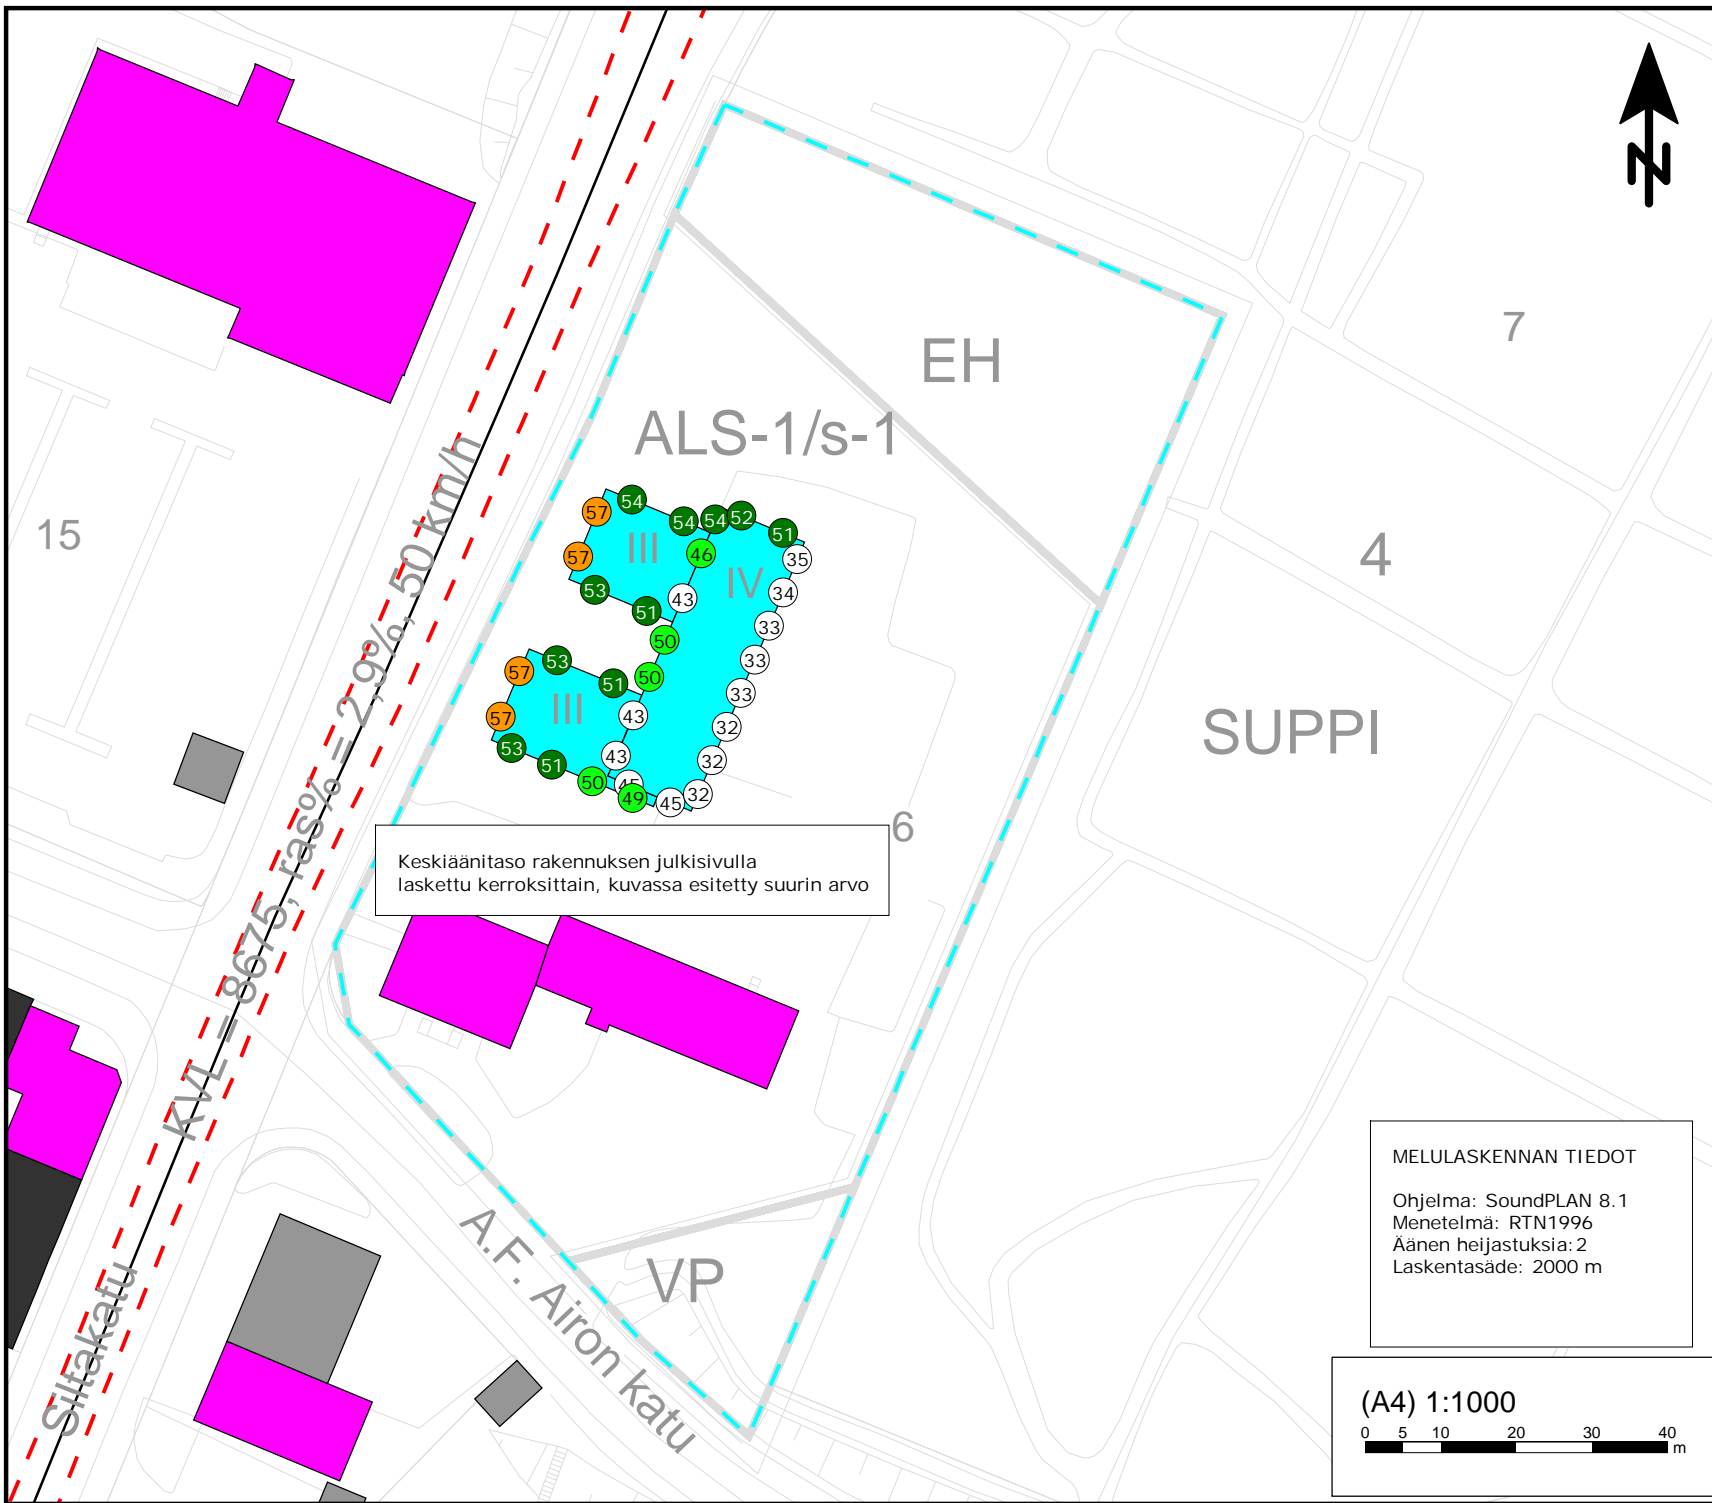 N
EH
7
ALS-1/s-1
15
4
54
57
54
54
52
51
57
III
46
35
IV
53
43
34
51
33
50
53
33
57
51
50
33
III
57
43
32
53
43
32
51
50
45
32
49
45
SUPPI
6
Keskiäänitaso rakennuksen julkisivulla
laskettu kerroksittain, kuvassa esitetty suurin arvo
Siltakatu KVL = 8675, ras% = 2,9%, 50 km/h
A.F. Airon katu
VP
MELULASKENNAN TIEDOT
Ohjelma: SoundPLAN 8.1
Menetelmä: RTN1996
Äänen heijastuksia: 2
Laskentasäde: 2000 m
(A4) 1:1000
0 5 10 20 30 40
m